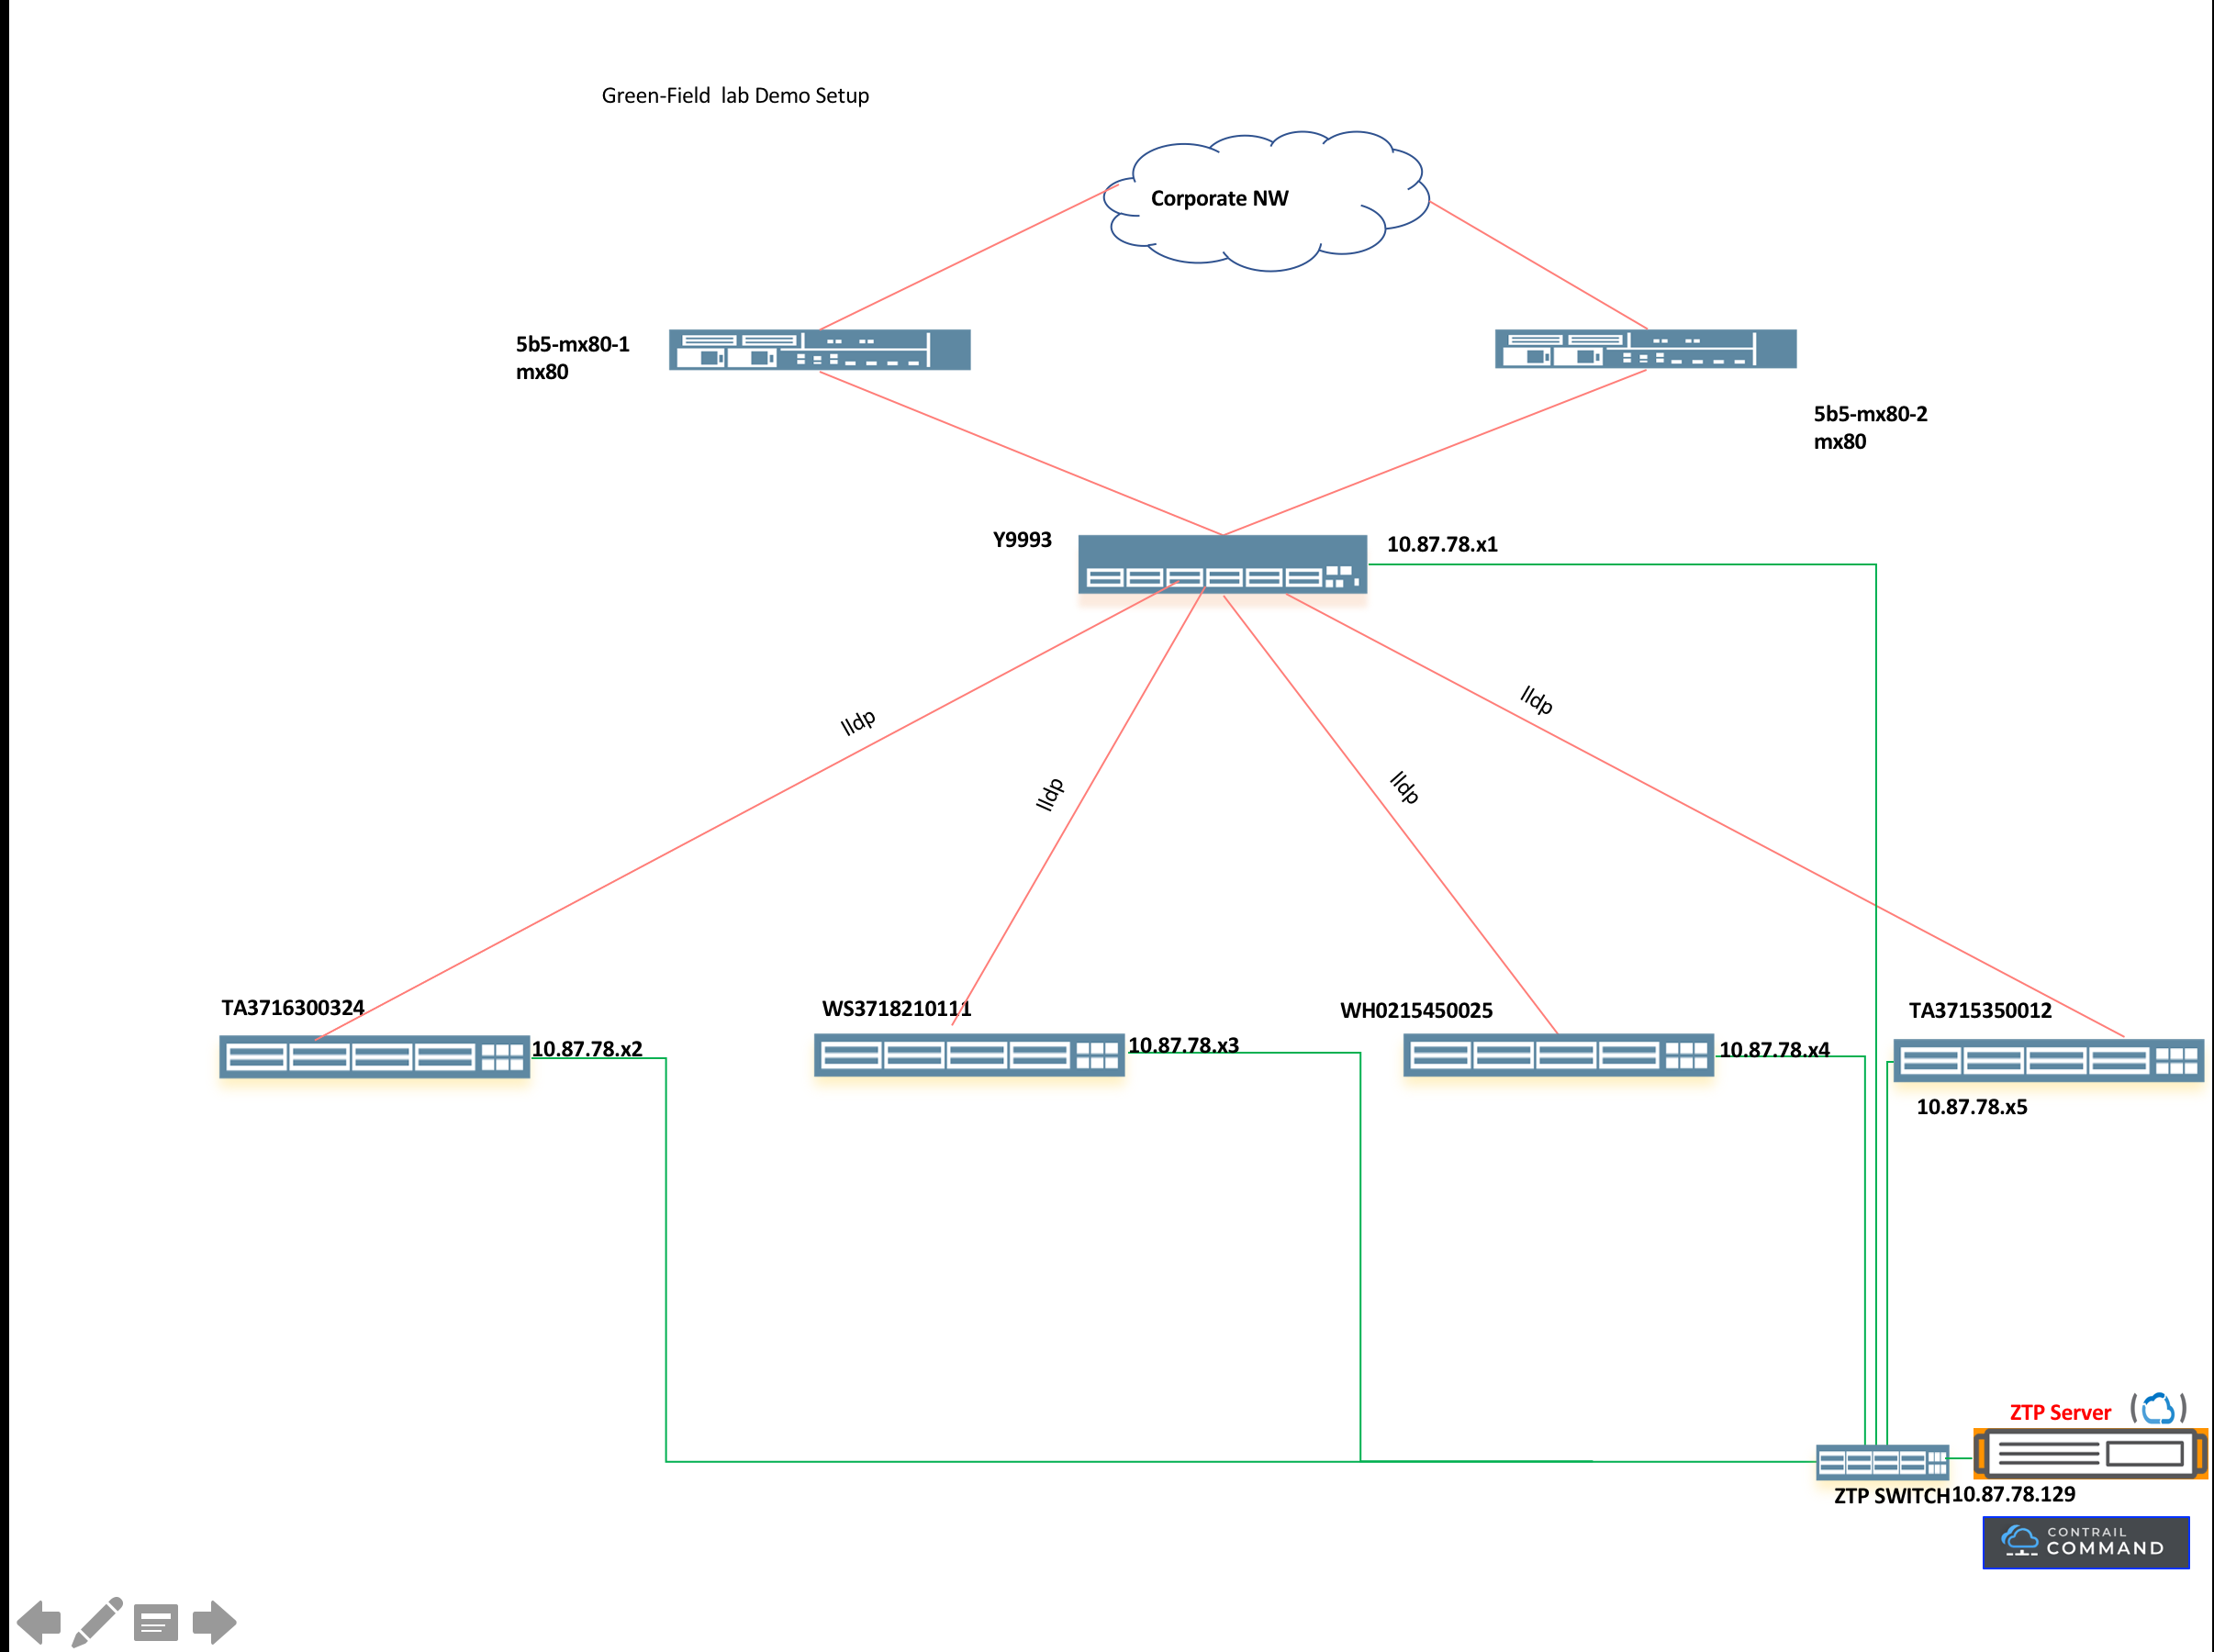 Green-Field  lab Demo Setup
Corporate NW
5b5-mx80-1
mx80
5b5-mx80-2
mx80
Y9993
10.87.78.x1
lldp
lldp
lldp
lldp
TA3716300324
WS3718210111
WH0215450025
TA3715350012
10.87.78.x2
10.87.78.x3
10.87.78.x4
10.87.78.x5
ZTP Server
ZTP SWITCH
10.87.78.129
CONTRAIL
COMMAND